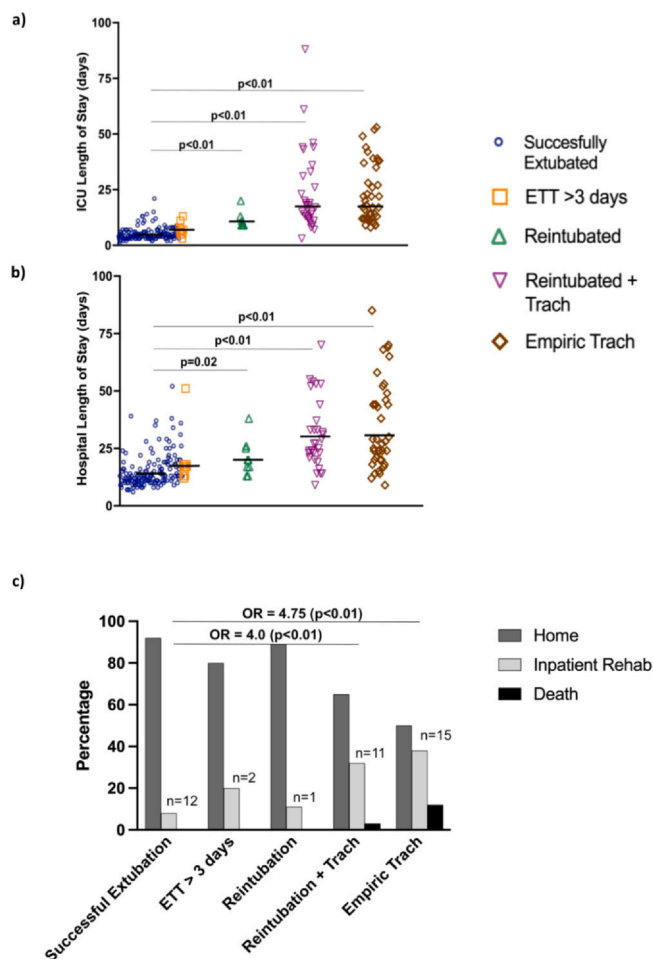 a)
100
75
50
25
0
ICU Length of Stay (days)
p<0.01
p<0.01
p<0.01
Succesfully
Extubated
ETT >3 days
Reintubated
Reintubated +
Trach
Empiric Trach
b)
100
75
50
25
0
Hospital Length of Stay (days)
p<0.01
p<0.01
p=0.02
c)
100
80
60
40
20
0
Percentage
OR = 4.75 (p<0.01)
OR = 4.0 (p<0.01)
n=12
n=2
n=1
n=11
n=15
Home
Inpatient Rehab
Death
Successful Extubation
ETT > 3 days
Reintubation
Reintubation + Trach
Empiric Trach